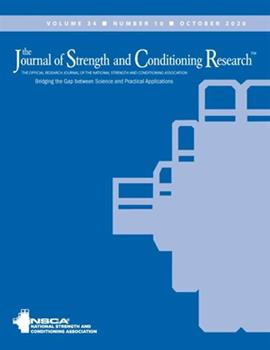 VOLUME 34 ■ NUMBER 10 ■ OCTOBER 2020
the
Journal of Strength and Conditioning Research™
THE OFFICIAL RESEARCH JOURNAL OF THE NATIONAL STRENGTH AND CONDITIONING ASSOCIATION
Bridging the Gap between Science and Practical Applications
NSCA®
NATIONAL STRENGTH AND
CONDITIONING ASSOCIATION